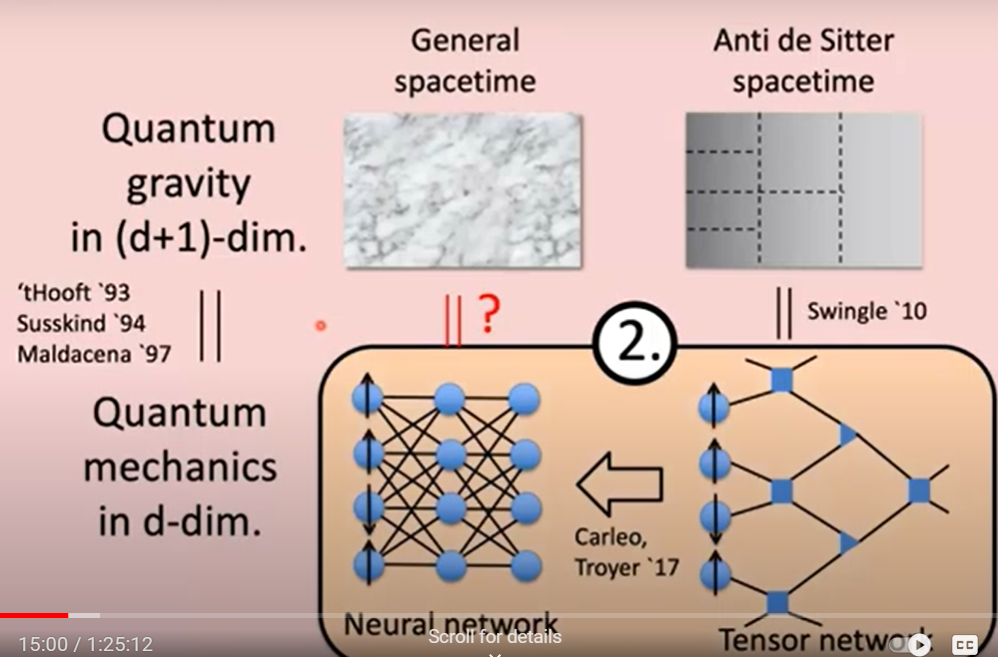 General
spacetime
Anti de Sitter
spacetime
Quantum
gravity
in (d+1)-dim.
‘tHooft `93
Susskind `94
Maldacena `97
?
Swingle `10
2.
Quantum
mechanics
in d-dim.
Carleo,
Troyer `17
Neural network
Tensor network
15:00 / 1:25:12
Scroll for details
CC